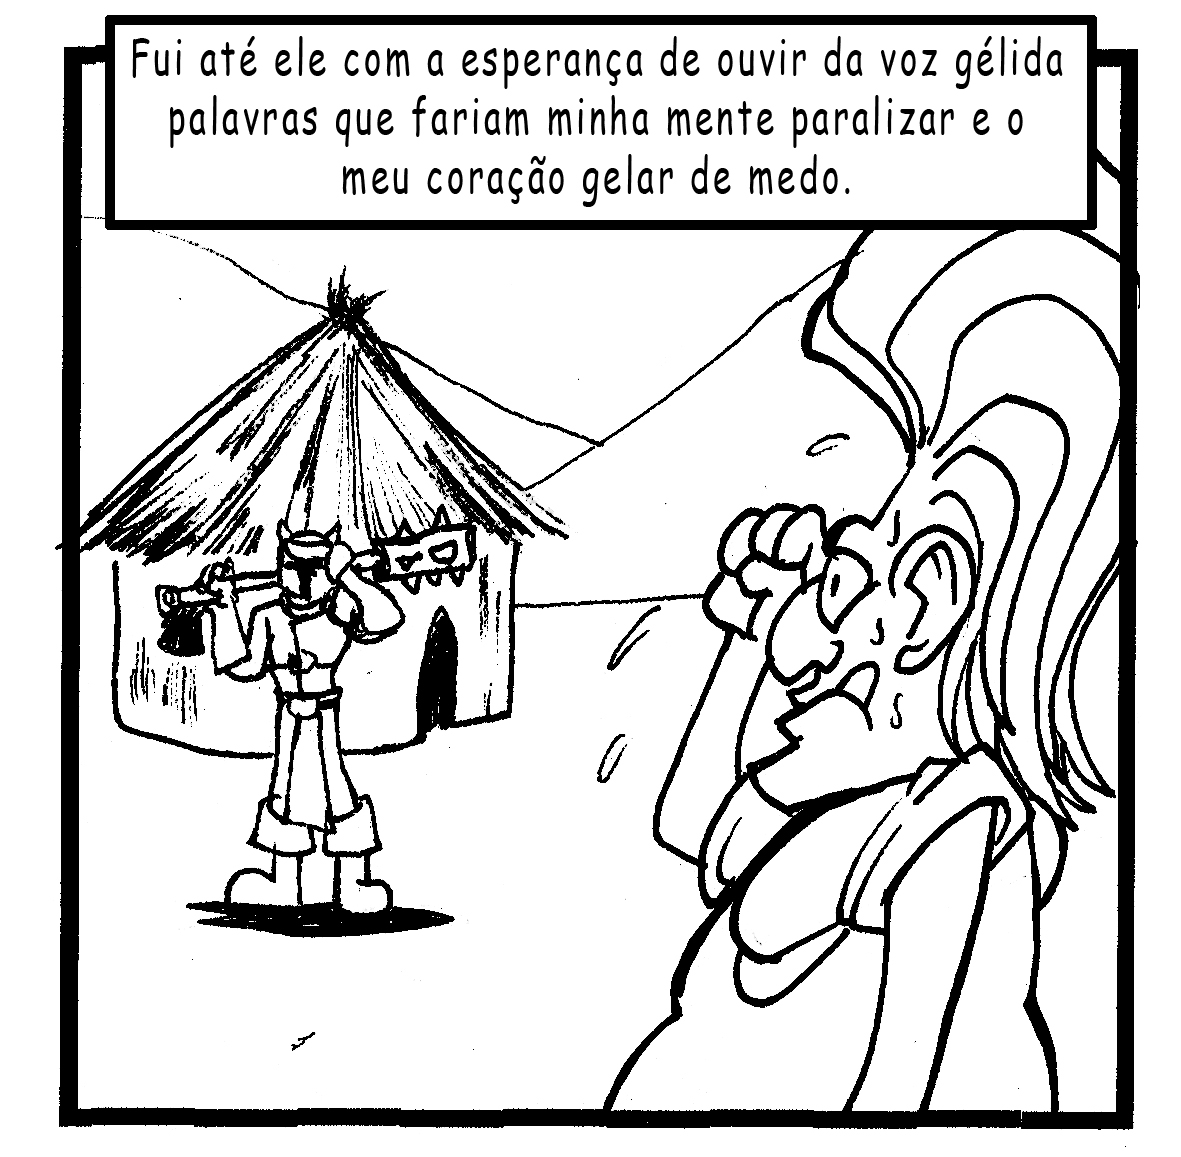 Fui até ele com a esperança de ouvir da voz gélida
palavras que fariam minha mente paralizar e o
meu coração gelar de medo.